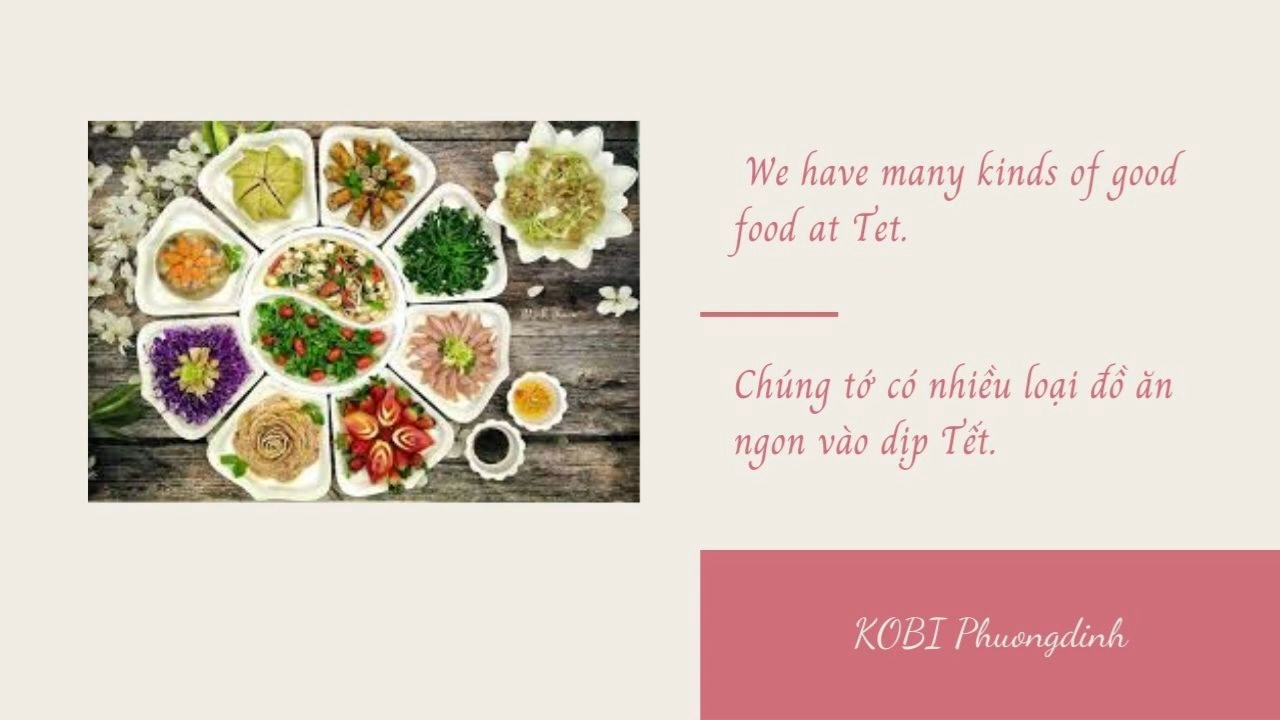 We have many kinds of good
food at Tet.
Chúng tớ có nhiều loại đồ ăn
ngon vào dịp Tết.
KOBI Phuongdinh